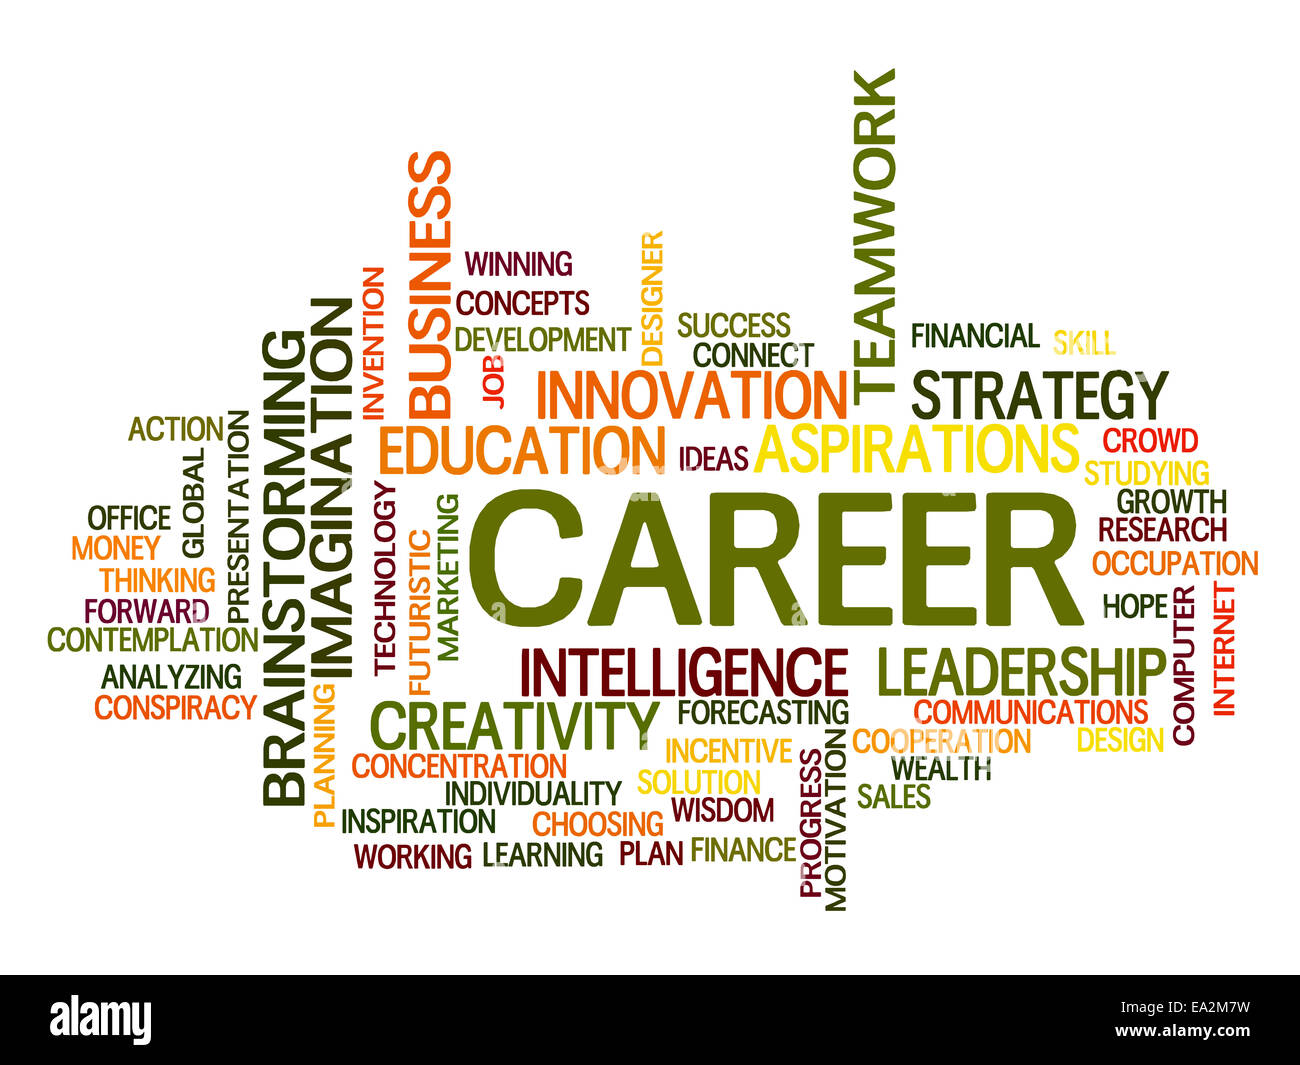 TEAMWORK
BUSINESS
WINNING
CONCEPTS
DEVELOPMENT
DESIGNER
SUCCESS
CONNECT
FINANCIAL
SKILL
INVENTION
JOB
INNOVATION
STRATEGY
BRAINSTORMING
IMAGINATION
EDUCATION
IDEAS
ASPIRATIONS
CROWD
STUDYING
ACTION
GLOBAL
PRESENTATION
OFFICE
MONEY
THINKING
FORWARD
CONTEMPLATION
ANALYZING
CONSPIRACY
TECHNOLOGY
FUTURISTIC
MARKETING
CAREER
GROWTH
RESEARCH
OCCUPATION
HOPE
COMPUTER
INTERNET
INTELLIGENCE
LEADERSHIP
PLANNING
CREATIVITY
FORECASTING
COMMUNICATIONS
CONCENTRATION
INCENTIVE
COOPERATION
DESIGN
INDIVIDUALITY
SOLUTION
WEALTH
INSPIRATION
CHOOSING
WISDOM
PROGRESS
MOTIVATION
SALES
WORKING
LEARNING
PLAN
FINANCE
alamy
Image ID: EA2M7W
www.alamy.com